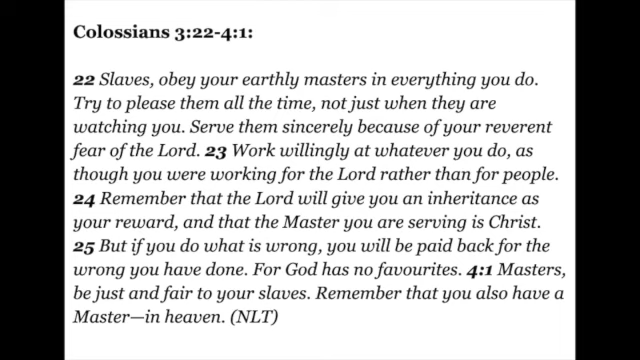 Colossians 3:22-4:1:
22 Slaves, obey your earthly masters in everything you do.
Try to please them all the time, not just when they are
watching you. Serve them sincerely because of your reverent
fear of the Lord. 23 Work willingly at whatever you do, as
though you were working for the Lord rather than for people.
24 Remember that the Lord will give you an inheritance as
your reward, and that the Master you are serving is Christ.
25 But if you do what is wrong, you will be paid back for the
wrong you have done. For God has no favourites. 4:1 Masters,
be just and fair to your slaves. Remember that you also have a
Master—in heaven. (NLT)